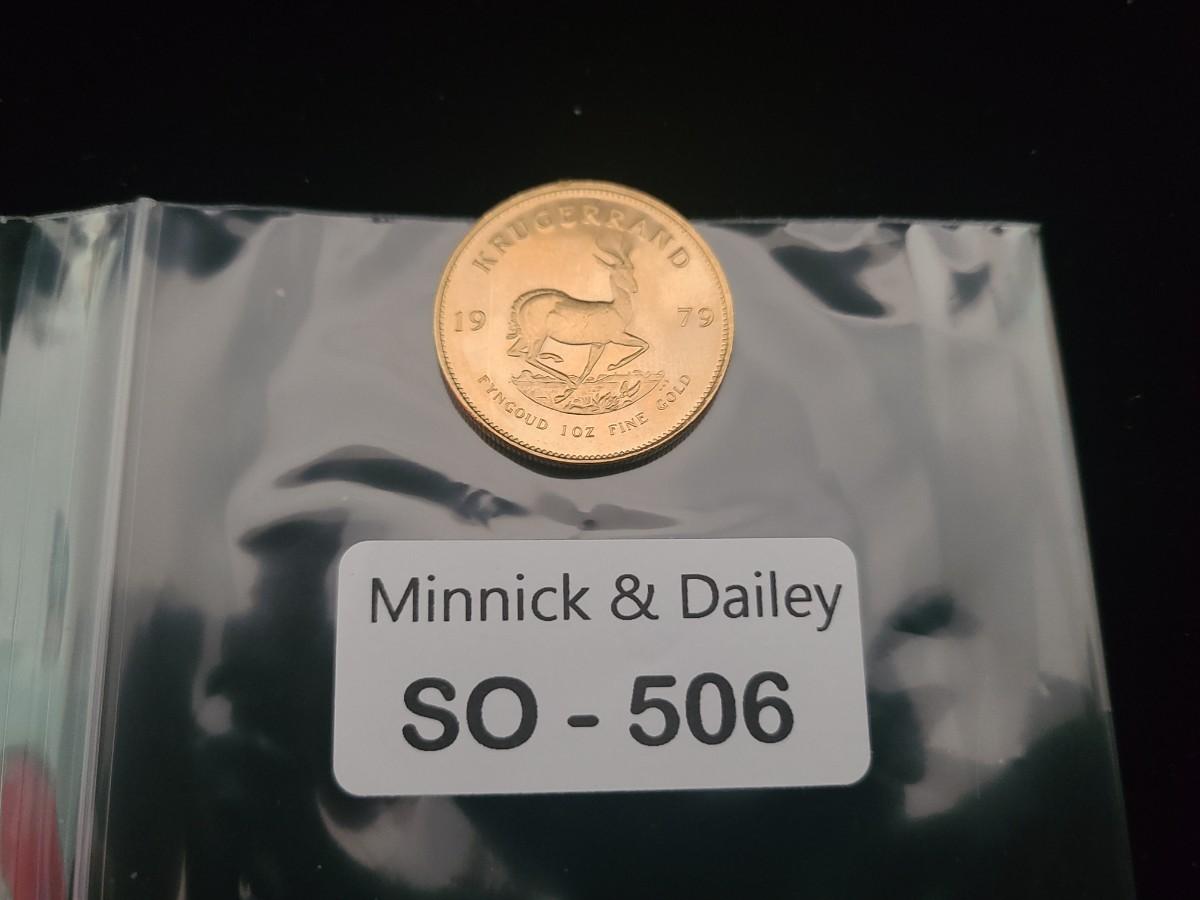 KRUGERRAND
19 79
FYNGOUD 1OZ FINE GOLD
Minnick & Dailey
SO - 506